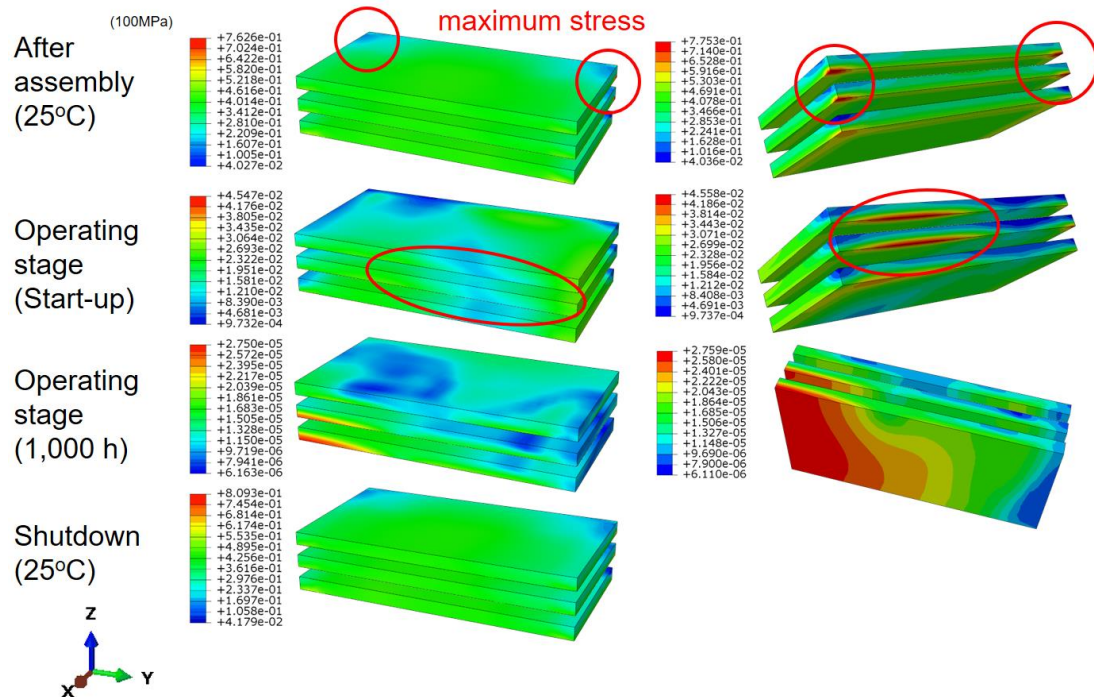 (100MPa)
maximum stress
After
assembly
(25°C)
+7.626e-01
+7.024e-01
+6.422e-01
+5.820e-01
+5.218e-01
+4.616e-01
+4.014e-01
+3.412e-01
+2.810e-01
+2.209e-01
+1.607e-01
+1.005e-01
+4.027e-02
+7.753e-01
+7.140e-01
+6.528e-01
+5.916e-01
+5.303e-01
+4.691e-01
+4.078e-01
+3.466e-01
+2.853e-01
+2.241e-01
+1.628e-01
+1.016e-01
+4.036e-02
Operating
stage
(Start-up)
+4.547e-02
+4.176e-02
+3.805e-02
+3.435e-02
+3.064e-02
+2.693e-02
+2.322e-02
+1.951e-02
+1.581e-02
+1.210e-02
+8.390e-03
+4.681e-03
+9.732e-04
+4.558e-02
+4.186e-02
+3.814e-02
+3.443e-02
+3.071e-02
+2.699e-02
+2.328e-02
+1.956e-02
+1.584e-02
+1.212e-02
+8.408e-03
+4.691e-03
+9.737e-04
Operating
stage
(1,000 h)
+2.750e-05
+2.572e-05
+2.395e-05
+2.217e-05
+2.039e-05
+1.861e-05
+1.683e-05
+1.505e-05
+1.328e-05
+1.150e-05
+9.719e-06
+7.941e-06
+6.163e-06
+2.759e-05
+2.580e-05
+2.401e-05
+2.222e-05
+2.043e-05
+1.864e-05
+1.685e-05
+1.506e-05
+1.327e-05
+1.148e-05
+9.690e-06
+7.900e-06
+6.110e-06
Shutdown
(25°C)
+8.093e-01
+7.454e-01
+6.814e-01
+6.174e-01
+5.535e-01
+4.895e-01
+4.256e-01
+3.616e-01
+2.976e-01
+2.337e-01
+1.697e-01
+1.058e-01
+4.179e-02
Z
X
Y